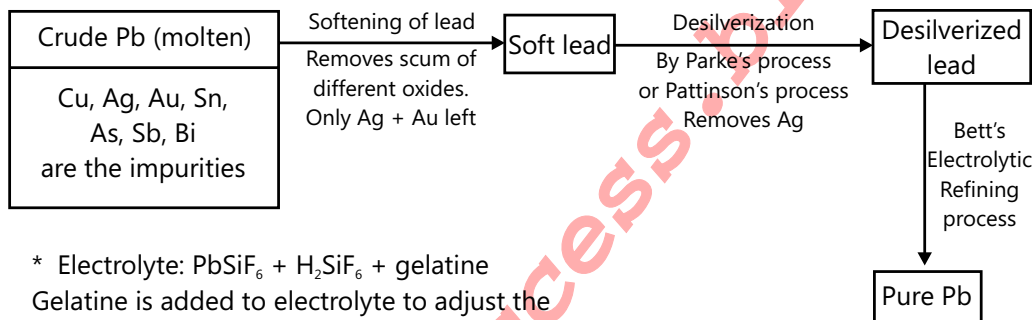 Crude Pb (molten)
Cu, Ag, Au, Sn,
As, Sb, Bi
are the impurities
Softening of lead
Removes scum of
different oxides.
Only Ag + Au left
Soft lead
Desilverization
By Parke's process
or Pattinson's process
Removes Ag
Desilverized
lead
Bett's
Electrolytic
Refining
process
Pure Pb
* Electrolyte: PbSiF₆ + H₂SiF₆ + gelatine
Gelatine is added to electrolyte to adjust the